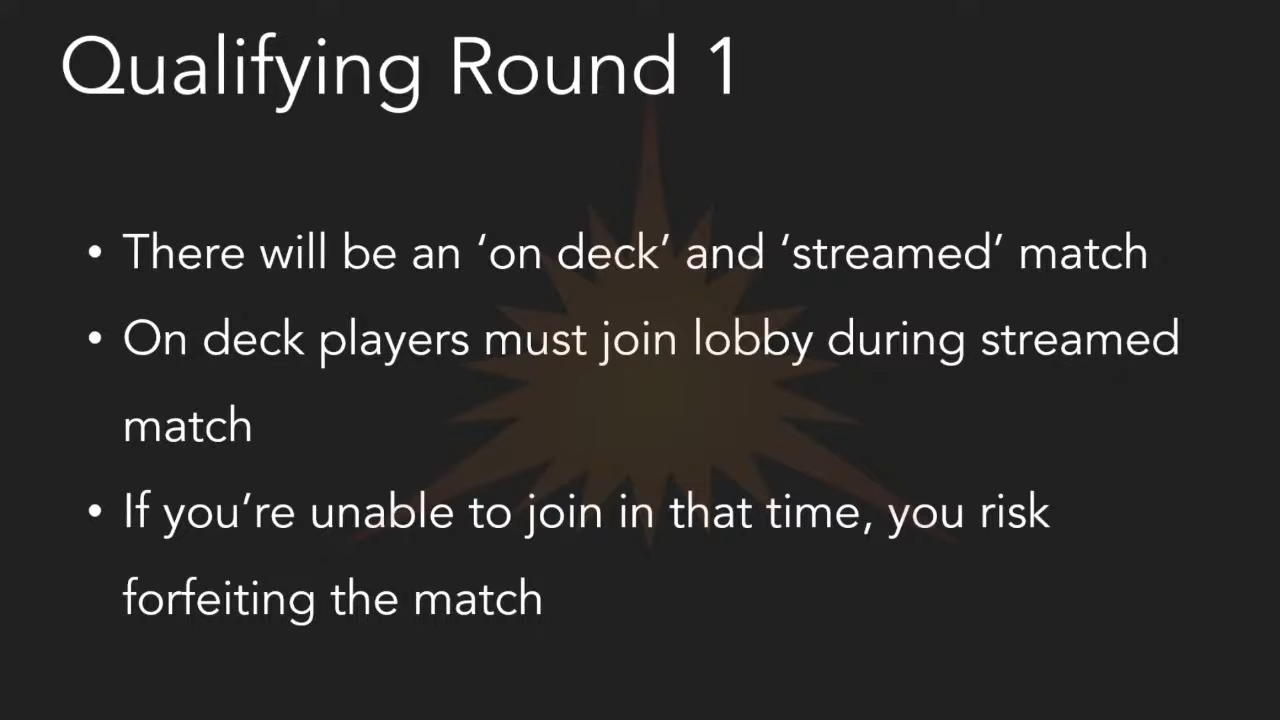 Qualifying Round 1
• There will be an ‘on deck’ and ‘streamed’ match
• On deck players must join lobby during streamed
match
• If you’re unable to join in that time, you risk
forfeiting the match